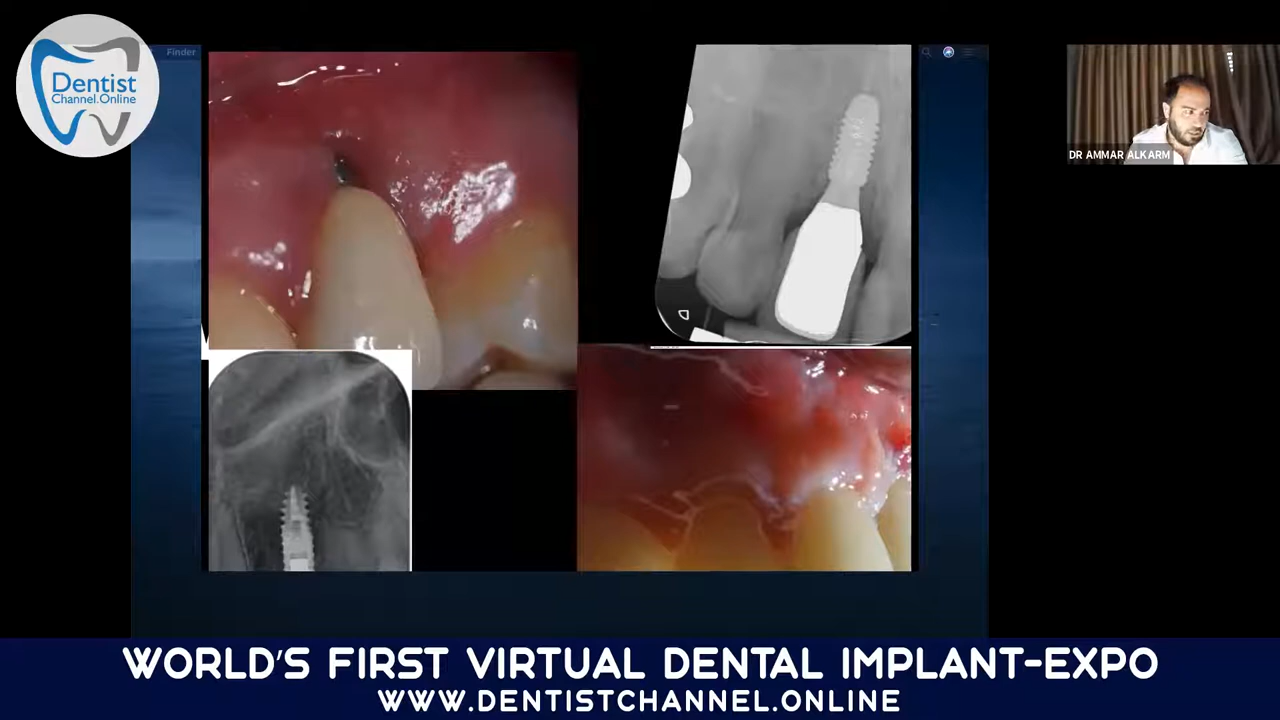 Dentist
Channel.Online
Finder
DR AMMAR ALKARM
WORLD'S FIRST VIRTUAL DENTAL IMPLANT-EXPO
WWW.DENTISTCHANNEL.ONLINE